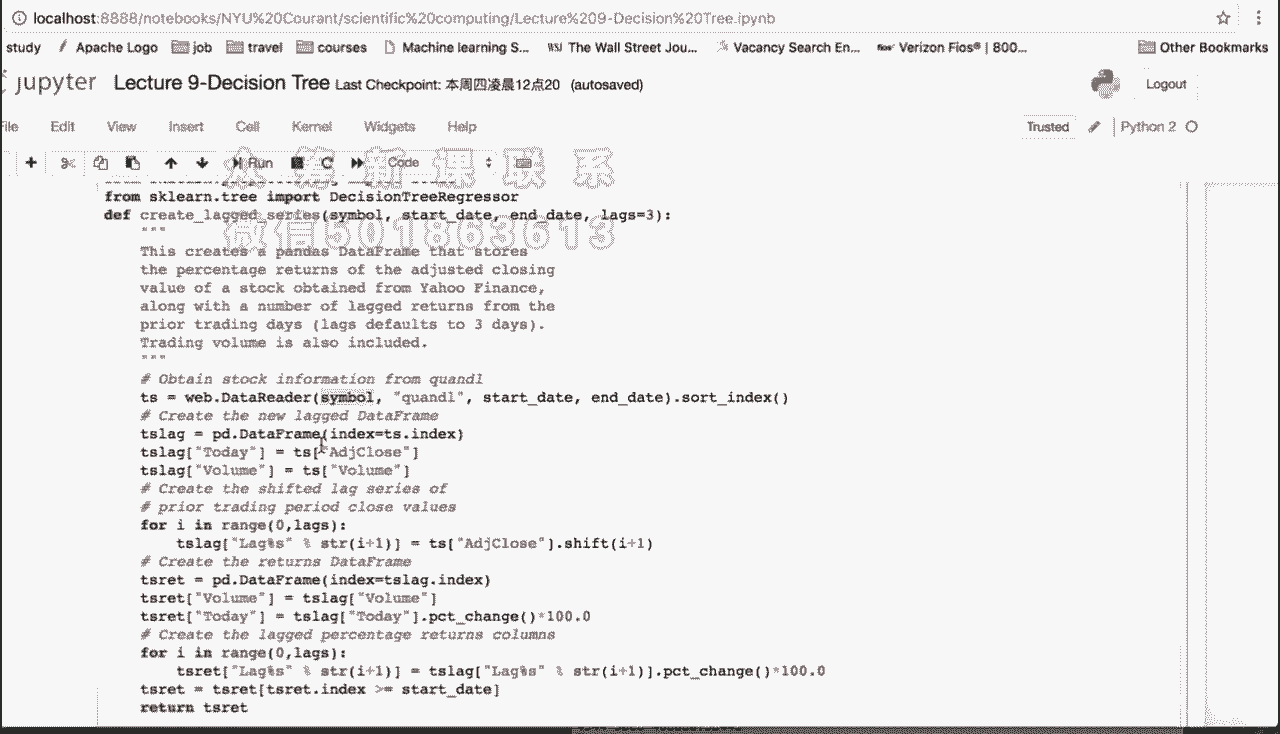 localhost:8888/notebooks/NYU%20Courant/scientific%20computing/Lecture%209-Decision%20Tree.ipynb
study Apache Logo job travel courses Machine learning S... WSJ The Wall Street Jou... Vacancy Search En... Verizon Fios® | 800... Other Bookmarks
jupyter Lecture 9-Decision Tree Last Checkpoint: 本周四凌晨12点20 (autosaved) Logout
File Edit View Insert Cell Kernel Widgets Help Trusted Python 2
Run Code
众筹新课联系
微信501863613
from sklearn.tree import DecisionTreeRegressor
def create_lagged_series(symbol, start_date, end_date, lags=3):
"""
This creates a pandas DataFrame that stores
the percentage returns of the adjusted closing
value of a stock obtained from Yahoo Finance,
along with a number of lagged returns from the
prior trading days (lags defaults to 3 days).
Trading volume is also included.
"""
# Obtain stock information from quandl
ts = web.DataReader(symbol, "quandl", start_date, end_date).sort_index()
# Create the new lagged DataFrame
tslag = pd.DataFrame(index=ts.index)
tslag["Today"] = ts["AdjClose"]
tslag["Volume"] = ts["Volume"]
# Create the shifted lag series of
# prior trading period close values
for i in range(0,lags):
tslag["Lag%s" % str(i+1)] = ts["AdjClose"].shift(i+1)
# Create the returns DataFrame
tsret = pd.DataFrame(index=tslag.index)
tsret["Volume"] = tslag["Volume"]
tsret["Today"] = tslag["Today"].pct_change()*100.0
# Create the lagged percentage returns columns
for i in range(0,lags):
tsret["Lag%s" % str(i+1)] = tslag["Lag%s" % str(i+1)].pct_change()*100.0
tsret = tsret[tsret.index >= start_date]
return tsret